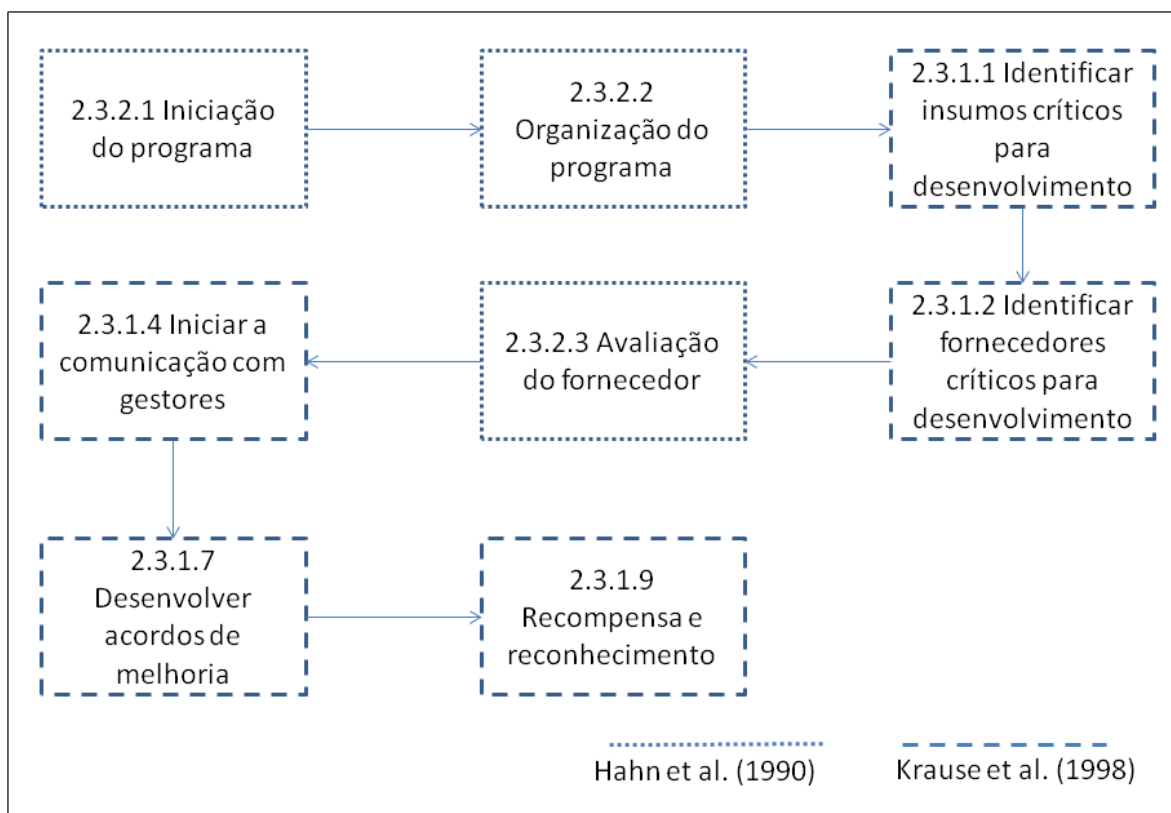 2.3.2.1 Iniciação
do programa
2.3.2.2
Organização do
programa
2.3.1.1 Identificar
insumos críticos
para
desenvolvimento
2.3.1.4 Iniciar a
comunicação com
gestores
2.3.2.3 Avaliação
do fornecedor
2.3.1.2 Identificar
fornecedores
críticos para
desenvolvimento
2.3.1.7
Desenvolver
acordos de
melhoria
2.3.1.9
Recompensa e
reconhecimento
Hahn et al. (1990)
Krause et al. (1998)